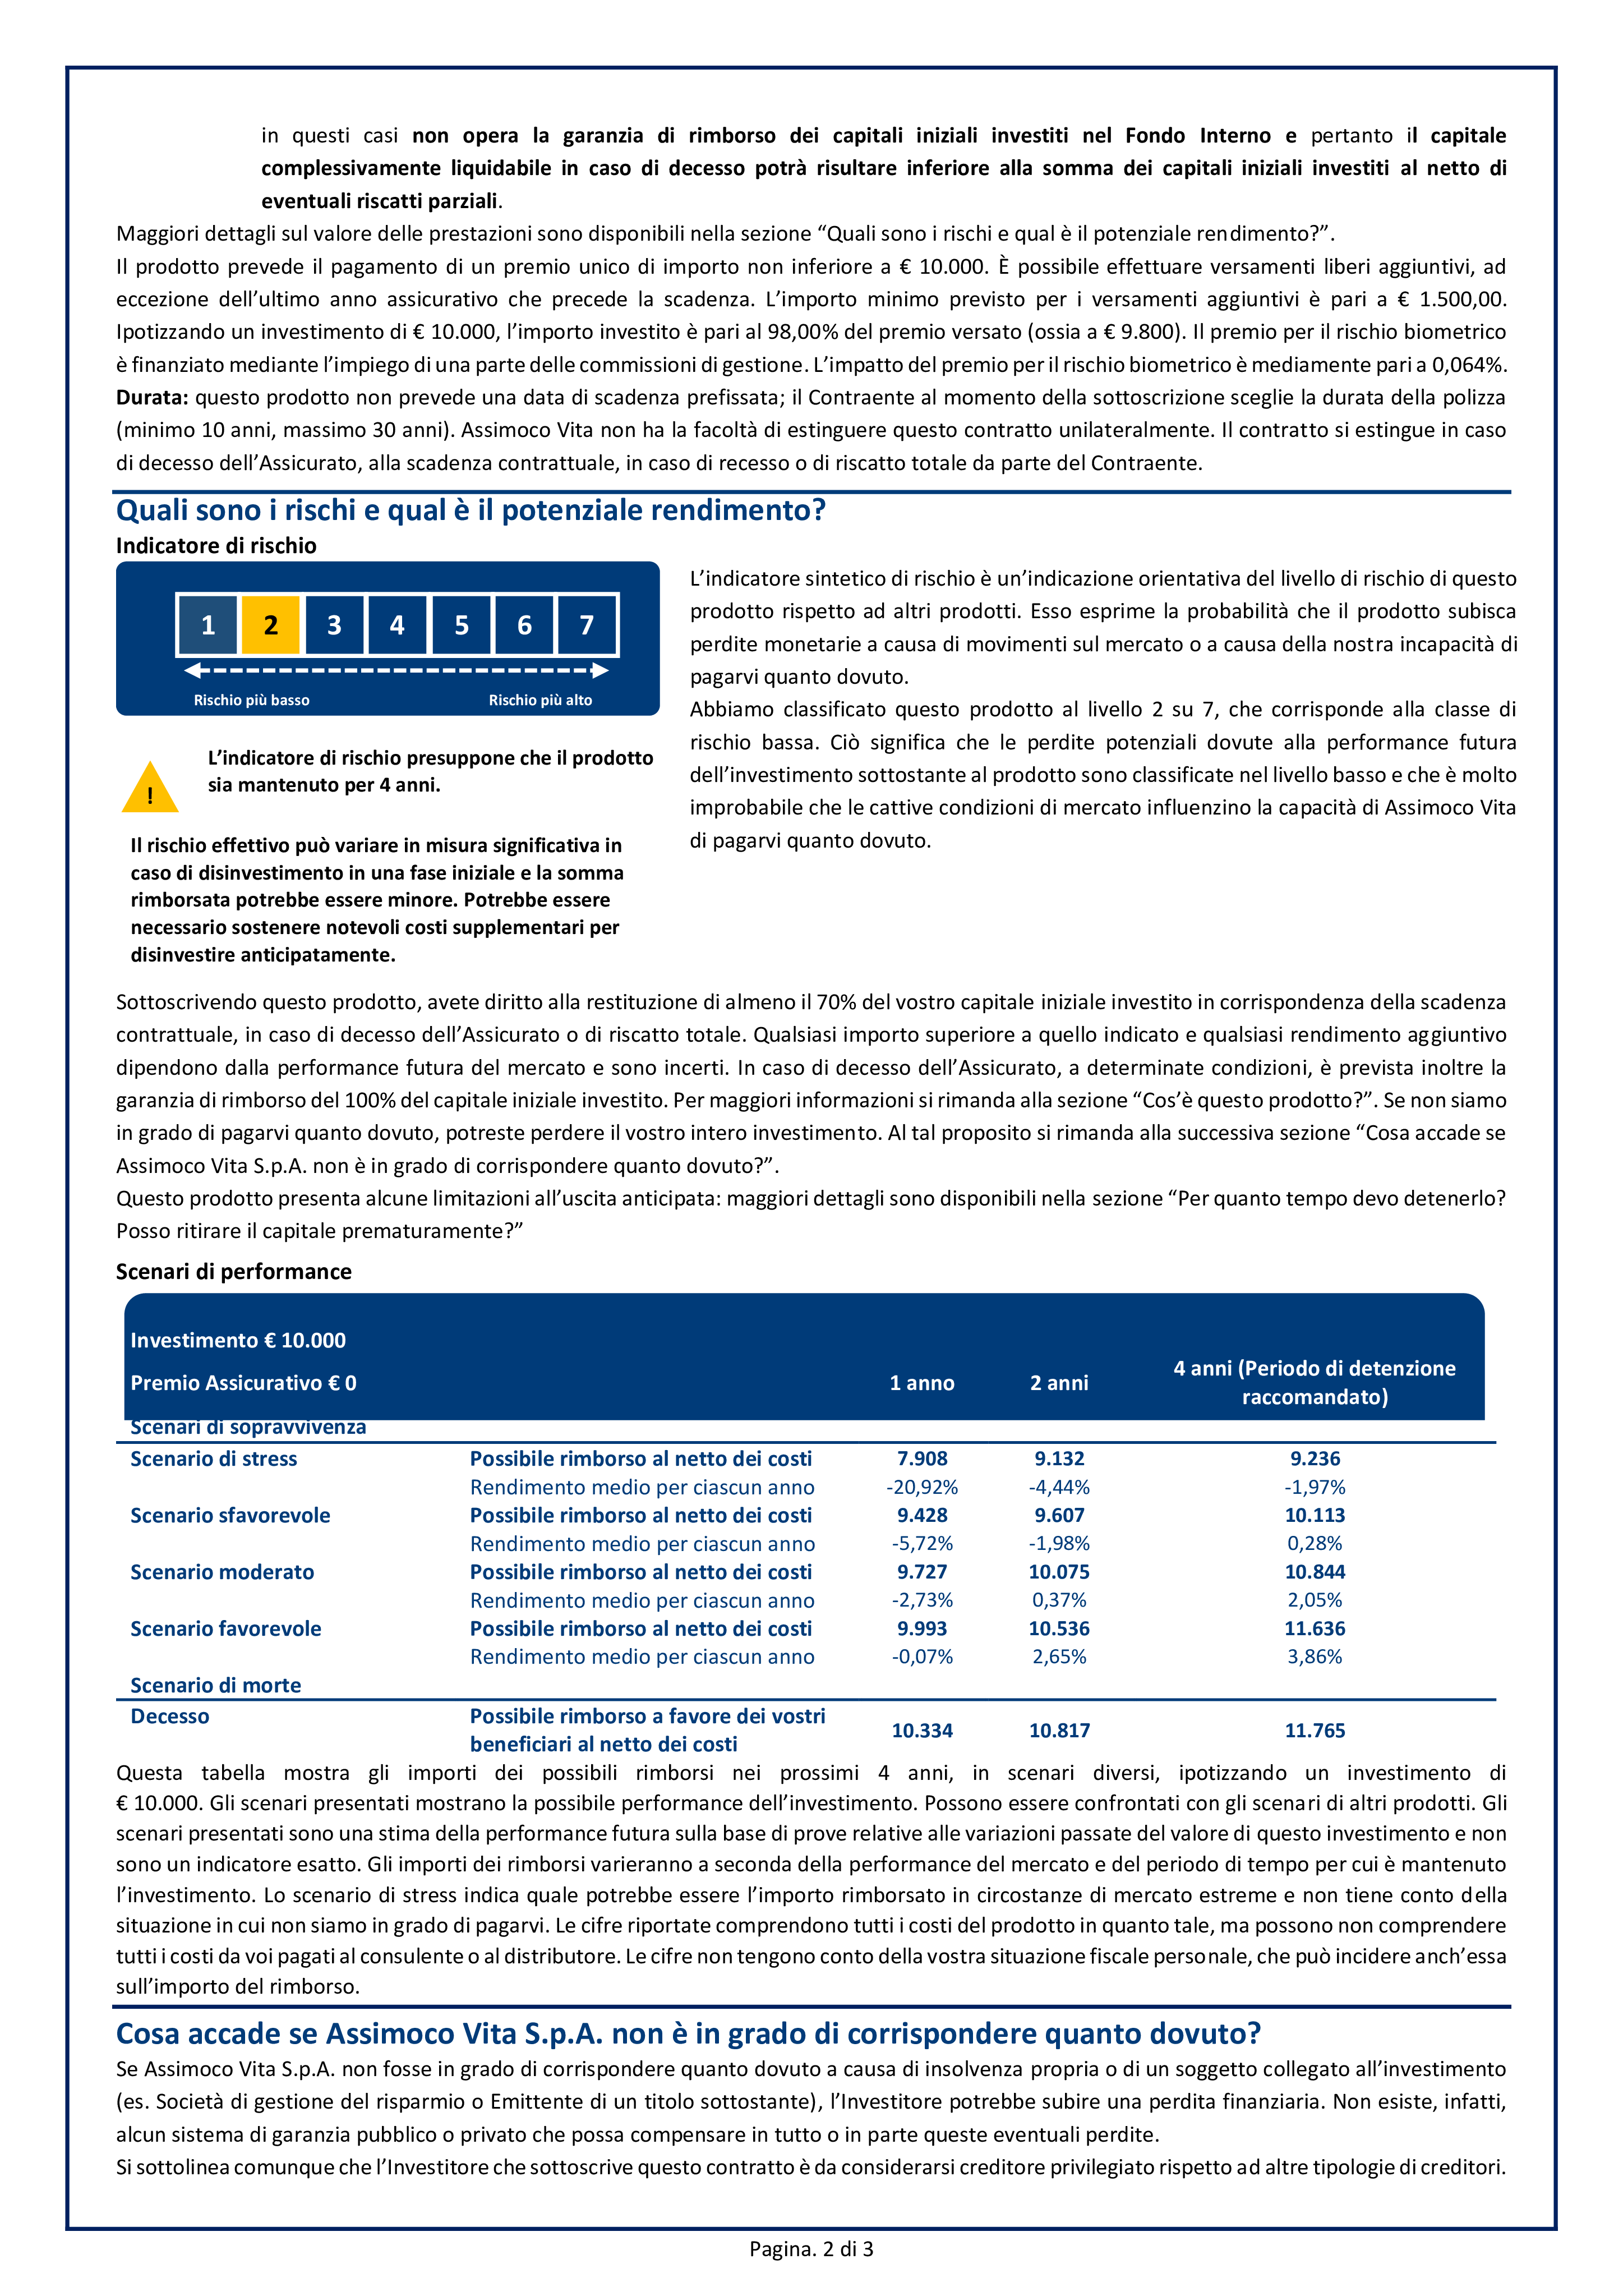 in questi casi non opera la garanzia di rimborso dei capitali iniziali investiti nel Fondo Interno e pertanto il capitale
complessivamente liquidabile in caso di decesso potrà risultare inferiore alla somma dei capitali iniziali investiti al netto di
eventuali riscatti parziali.
Maggiori dettagli sul valore delle prestazioni sono disponibili nella sezione “Quali sono i rischi e qual è il potenziale rendimento?”.
Il prodotto prevede il pagamento di un premio unico di importo non inferiore a € 10.000. È possibile effettuare versamenti liberi aggiuntivi, ad
eccezione dell’ultimo anno assicurativo che precede la scadenza. L’importo minimo previsto per i versamenti aggiuntivi è pari a € 1.500,00.
Ipotizzando un investimento di € 10.000, l’importo investito è pari al 98,00% del premio versato (ossia a € 9.800). Il premio per il rischio biometrico
è finanziato mediante l’impiego di una parte delle commissioni di gestione. L’impatto del premio per il rischio biometrico è mediamente pari a 0,064%.
Durata: questo prodotto non prevede una data di scadenza prefissata; il Contraente al momento della sottoscrizione sceglie la durata della polizza
(minimo 10 anni, massimo 30 anni). Assimoco Vita non ha la facoltà di estinguere questo contratto unilateralmente. Il contratto si estingue in caso
di decesso dell’Assicurato, alla scadenza contrattuale, in caso di recesso o di riscatto totale da parte del Contraente.
Quali sono i rischi e qual è il potenziale rendimento?
Indicatore di rischio
1 2 3 4 5 6 7
Rischio più basso Rischio più alto
! L’indicatore di rischio presuppone che il prodotto
sia mantenuto per 4 anni.
Il rischio effettivo può variare in misura significativa in
caso di disinvestimento in una fase iniziale e la somma
rimborsata potrebbe essere minore. Potrebbe essere
necessario sostenere notevoli costi supplementari per
disinvestire anticipatamente.
L’indicatore sintetico di rischio è un’indicazione orientativa del livello di rischio di questo
prodotto rispetto ad altri prodotti. Esso esprime la probabilità che il prodotto subisca
perdite monetarie a causa di movimenti sul mercato o a causa della nostra incapacità di
pagarvi quanto dovuto.
Abbiamo classificato questo prodotto al livello 2 su 7, che corrisponde alla classe di
rischio bassa. Ciò significa che le perdite potenziali dovute alla performance futura
dell’investimento sottostante al prodotto sono classificate nel livello basso e che è molto
improbabile che le cattive condizioni di mercato influenzino la capacità di Assimoco Vita
di pagarvi quanto dovuto.
Sottoscrivendo questo prodotto, avete diritto alla restituzione di almeno il 70% del vostro capitale iniziale investito in corrispondenza della scadenza
contrattuale, in caso di decesso dell’Assicurato o di riscatto totale. Qualsiasi importo superiore a quello indicato e qualsiasi rendimento aggiuntivo
dipendono dalla performance futura del mercato e sono incerti. In caso di decesso dell’Assicurato, a determinate condizioni, è prevista inoltre la
garanzia di rimborso del 100% del capitale iniziale investito. Per maggiori informazioni si rimanda alla sezione “Cos’è questo prodotto?”. Se non siamo
in grado di pagarvi quanto dovuto, potreste perdere il vostro intero investimento. Al tal proposito si rimanda alla successiva sezione “Cosa accade se
Assimoco Vita S.p.A. non è in grado di corrispondere quanto dovuto?”.
Questo prodotto presenta alcune limitazioni all’uscita anticipata: maggiori dettagli sono disponibili nella sezione “Per quanto tempo devo detenerlo?
Posso ritirare il capitale prematuramente?”
Scenari di performance
Investimento € 10.000
Premio Assicurativo € 0 1 anno 2 anni 4 anni (Periodo di detenzione
raccomandato)
Scenari di sopravvivenza
Scenario di stress Possibile rimborso al netto dei costi 7.908 9.132 9.236
Rendimento medio per ciascun anno -20,92% -4,44% -1,97%
Scenario sfavorevole Possibile rimborso al netto dei costi 9.428 9.607 10.113
Rendimento medio per ciascun anno -5,72% -1,98% 0,28%
Scenario moderato Possibile rimborso al netto dei costi 9.727 10.075 10.844
Rendimento medio per ciascun anno -2,73% 0,37% 2,05%
Scenario favorevole Possibile rimborso al netto dei costi 9.993 10.536 11.636
Rendimento medio per ciascun anno -0,07% 2,65% 3,86%
Scenario di morte
Decesso Possibile rimborso a favore dei vostri
beneficiari al netto dei costi 10.334 10.817 11.765
Questa tabella mostra gli importi dei possibili rimborsi nei prossimi 4 anni, in scenari diversi, ipotizzando un investimento di
€ 10.000. Gli scenari presentati mostrano la possibile performance dell’investimento. Possono essere confrontati con gli scenari di altri prodotti. Gli
scenari presentati sono una stima della performance futura sulla base di prove relative alle variazioni passate del valore di questo investimento e non
sono un indicatore esatto. Gli importi dei rimborsi varieranno a seconda della performance del mercato e del periodo di tempo per cui è mantenuto
l’investimento. Lo scenario di stress indica quale potrebbe essere l’importo rimborsato in circostanze di mercato estreme e non tiene conto della
situazione in cui non siamo in grado di pagarvi. Le cifre riportate comprendono tutti i costi del prodotto in quanto tale, ma possono non comprendere
tutti i costi da voi pagati al consulente o al distributore. Le cifre non tengono conto della vostra situazione fiscale personale, che può incidere anch’essa
sull’importo del rimborso.
Cosa accade se Assimoco Vita S.p.A. non è in grado di corrispondere quanto dovuto?
Se Assimoco Vita S.p.A. non fosse in grado di corrispondere quanto dovuto a causa di insolvenza propria o di un soggetto collegato all’investimento
(es. Società di gestione del risparmio o Emittente di un titolo sottostante), l’Investitore potrebbe subire una perdita finanziaria. Non esiste, infatti,
alcun sistema di garanzia pubblico o privato che possa compensare in tutto o in parte queste eventuali perdite.
Si sottolinea comunque che l’Investitore che sottoscrive questo contratto è da considerarsi creditore privilegiato rispetto ad altre tipologie di creditori.
Pagina. 2 di 3